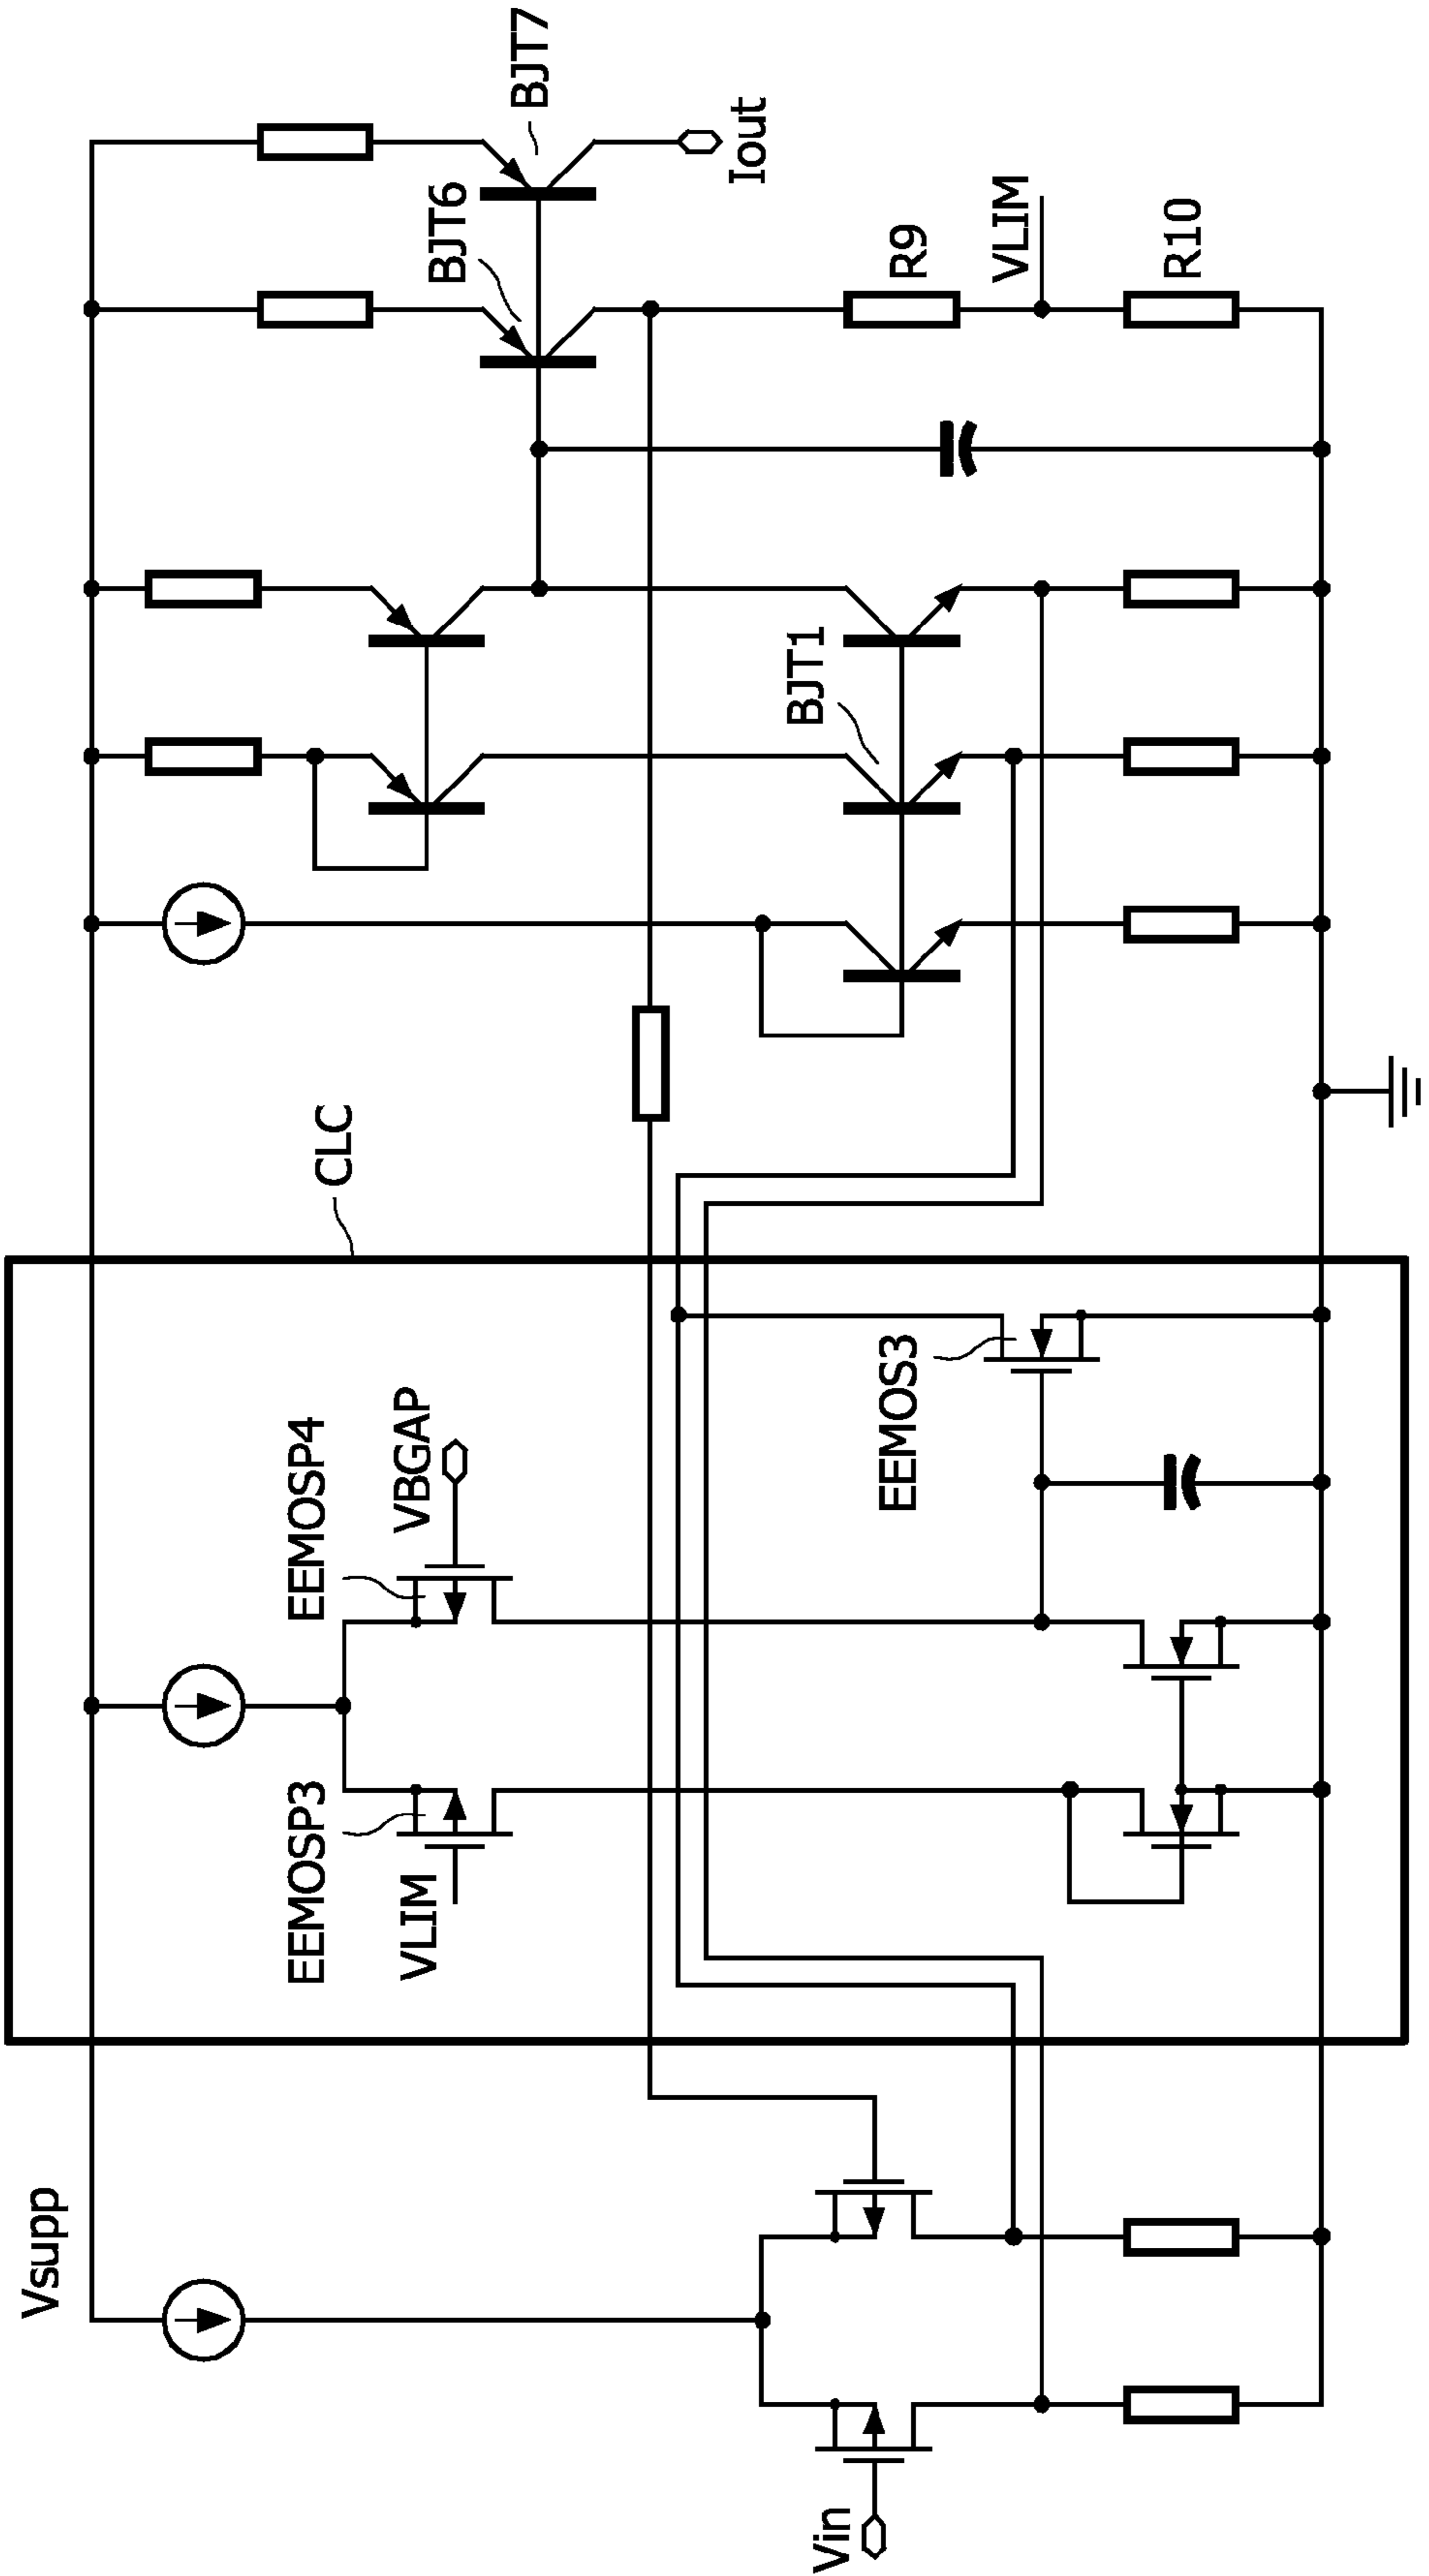 Vsupp
Vin
CLC
EEMOSP3
VLIM
EEMOSP4
VBGAP
EEMOS3
BJT1
BJT6
BJT7
Iout
R9
VLIM
R10